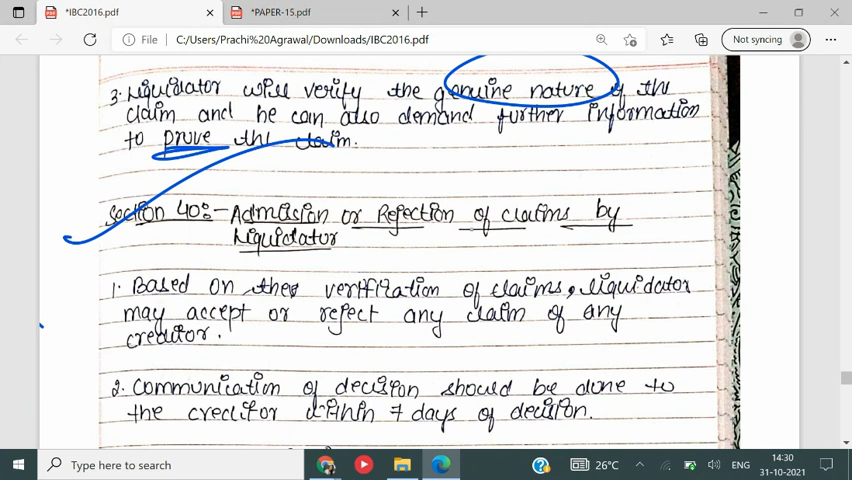 *IBC2016.pdf
*PAPER-15.pdf
File C:/Users/Prachi%20Agrawal/Downloads/IBC2016.pdf Not syncing
3. Liquidator will verify the genuine nature of the
claim and he can also demand further information
to prove the claim.
Section 40:- Admission or Rejection of claims by
Liquidator
1. Based on the verification of claims, liquidator
may accept or reject any claim of any
creditor.
2. Communication of decision should be done to
the creditor within 7 days of decision.
Type here to search
26°C
ENG
14:30
31-10-2021